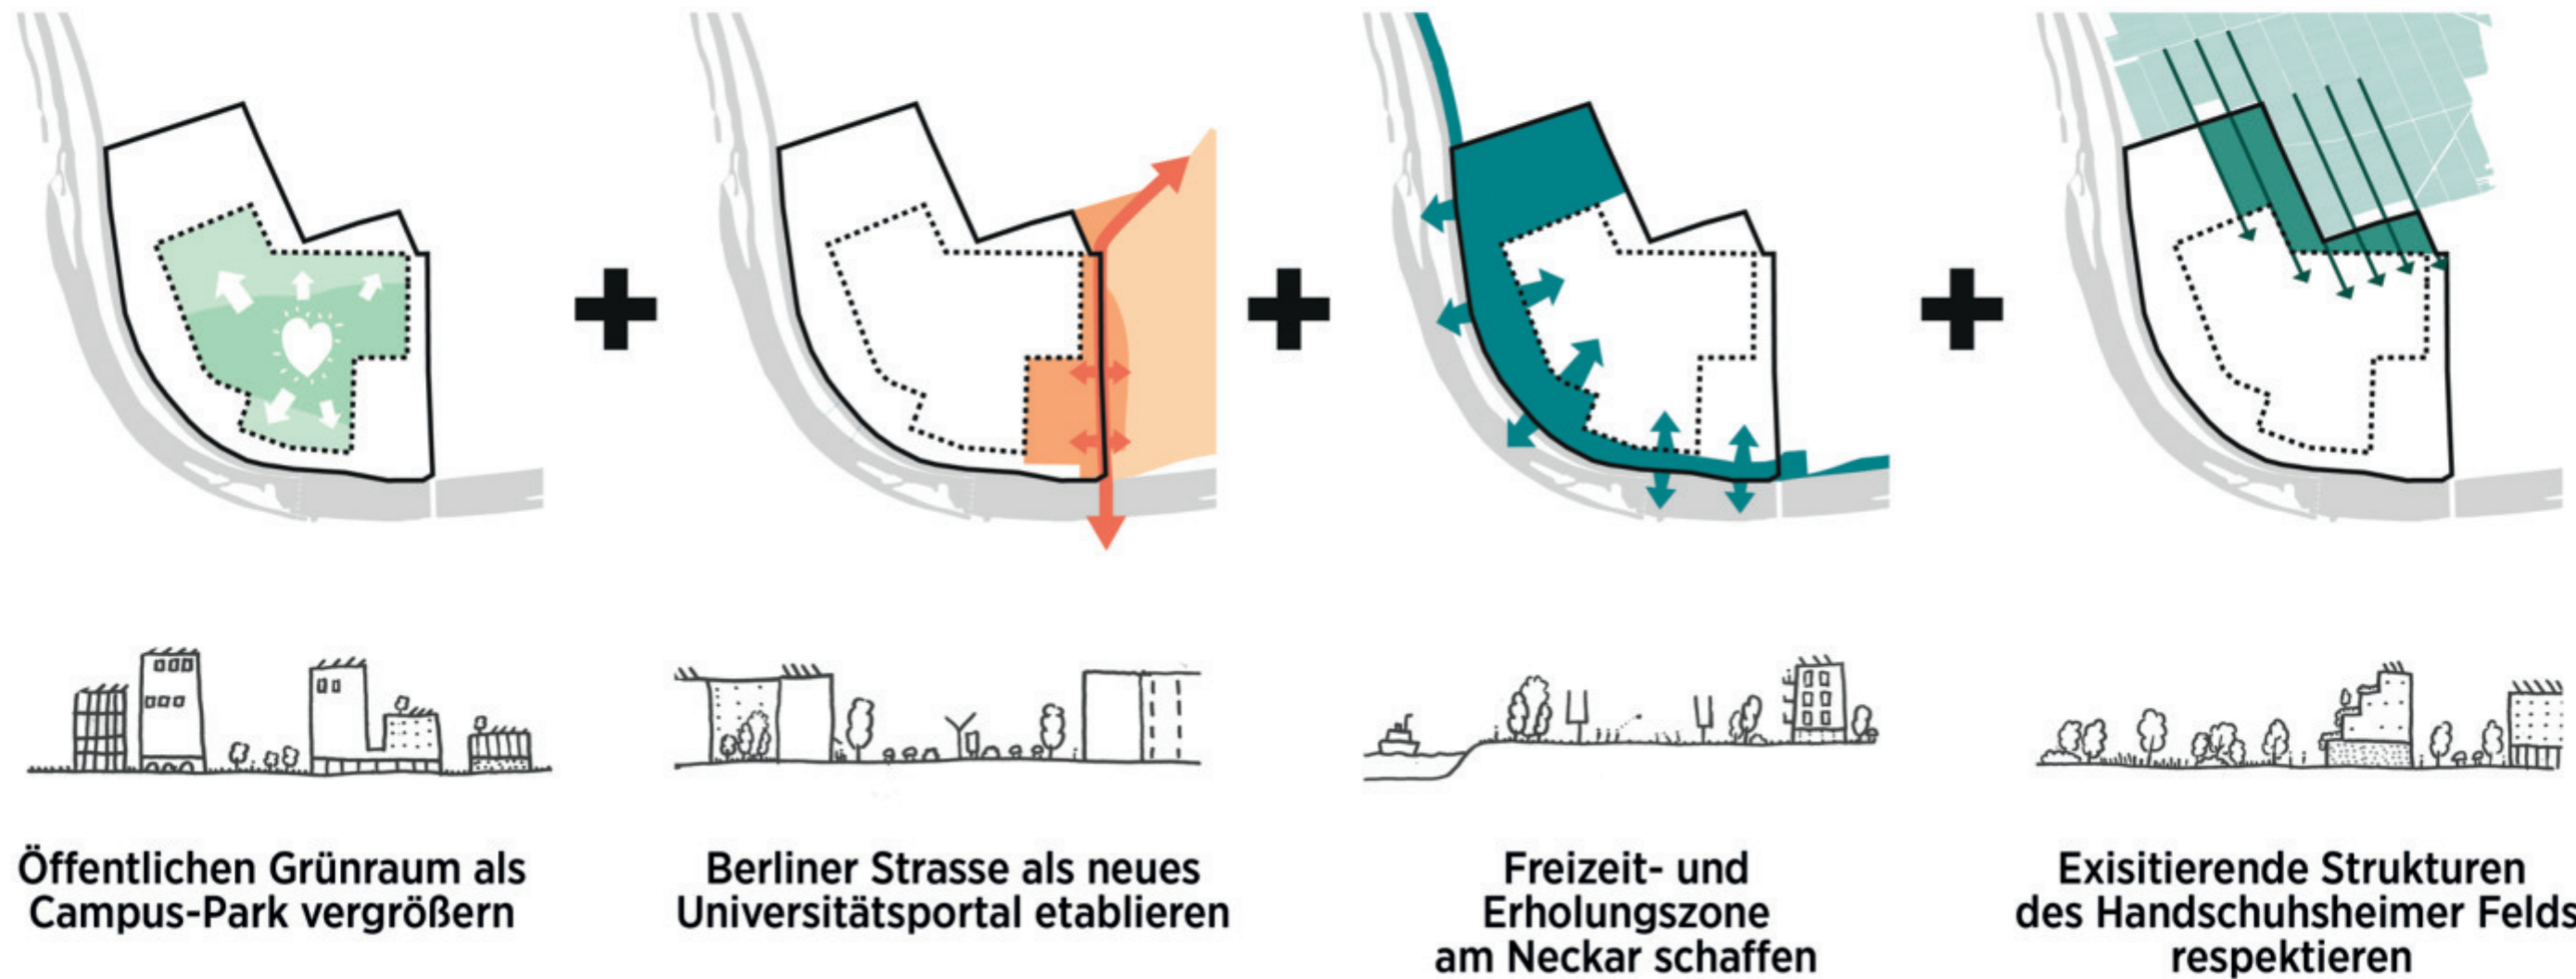 Öffentlichen Grünraum als
Campus-Park vergrößern
Berliner Strasse als neues
Universitätsportal etablieren
Freizeit- und
Erholungszone
am Neckar schaffen
Exisitierende Strukturen
des Handschuhsheimer Felds
respektieren